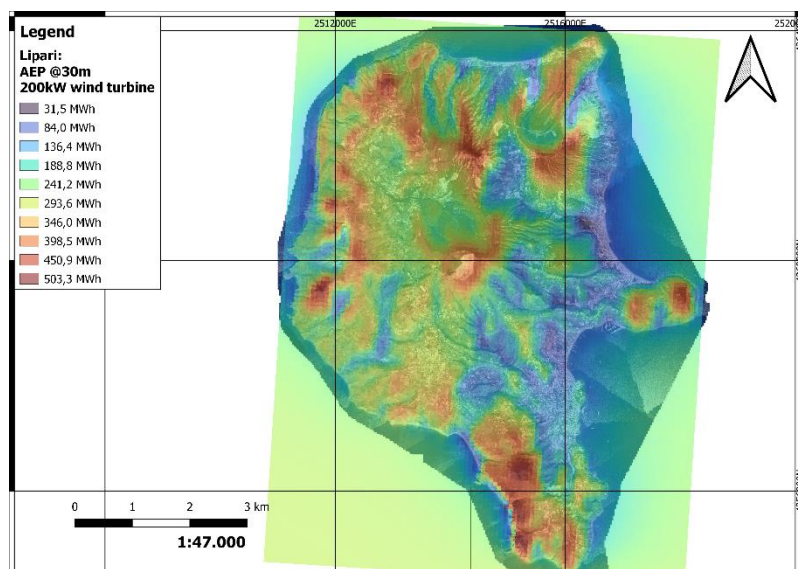 2512000E
2516000E
Legend
Lipari:
AEP @30m
200kW wind turbine
31,5 MWh
84,0 MWh
136,4 MWh
188,8 MWh
241,2 MWh
293,6 MWh
346,0 MWh
398,5 MWh
450,9 MWh
503,3 MWh
0 1 2 3 km
1:47.000